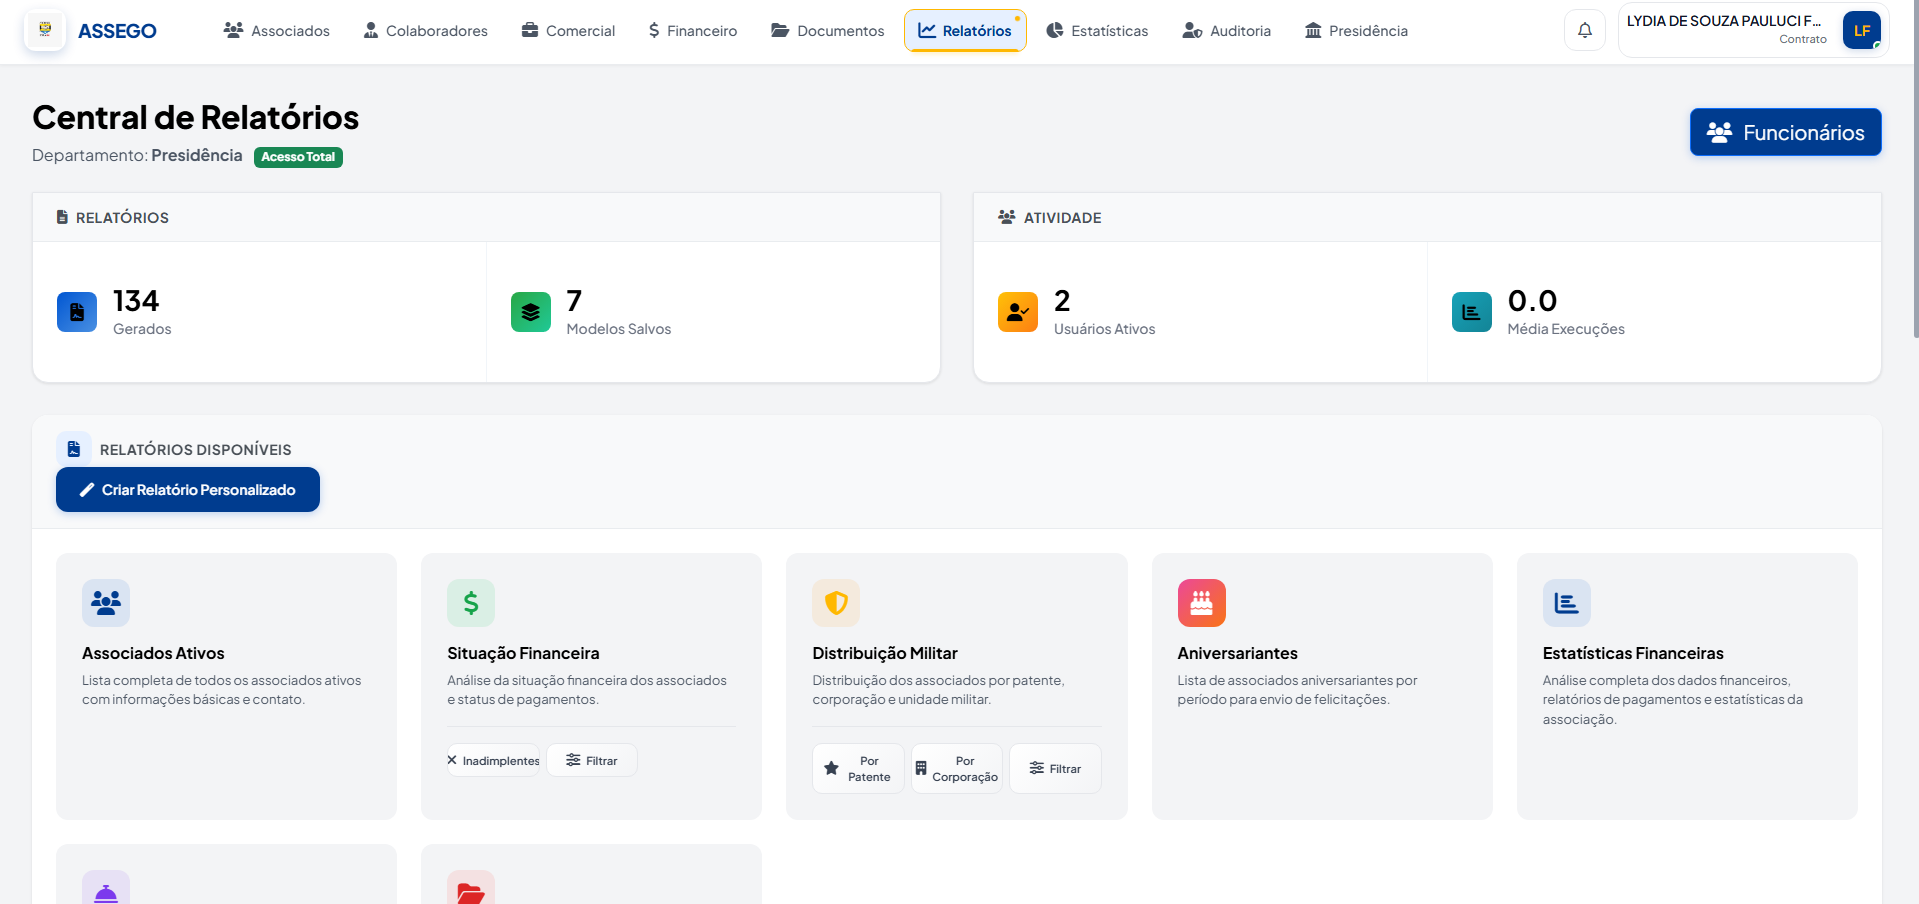 ASSEGO
Associados
Colaboradores
Comercial
Financeiro
Documentos
Relatórios
Estatísticas
Auditoria
Presidência
LYDIA DE SOUZA PAULUCI F...
Contrato
LF
Central de Relatórios
Departamento: Presidência Acesso Total
Funcionários
RELATÓRIOS
134
Gerados
7
Modelos Salvos
ATIVIDADE
2
Usuários Ativos
0.0
Média Execuções
RELATÓRIOS DISPONÍVEIS
Criar Relatório Personalizado
Associados Ativos
Lista completa de todos os associados ativos
com informações básicas e contato.
Situação Financeira
Análise da situação financeira dos associados
e status de pagamentos.
Inadimplentes
Filtrar
Distribuição Militar
Distribuição dos associados por patente,
corporação e unidade militar.
Por
Patente
Por
Corporação
Filtrar
Aniversariantes
Lista de associados aniversariantes por
período para envio de felicitações.
Estatísticas Financeiras
Análise completa dos dados financeiros,
relatórios de pagamentos e estatísticas da
associação.